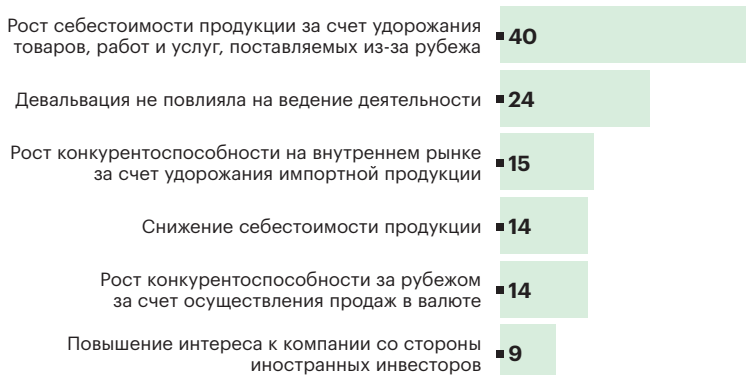 Рост себестоимости продукции за счет удорожания
товаров, работ и услуг, поставляемых из-за рубежа
40
Девальвация не повлияла на ведение деятельности
24
Рост конкурентоспособности на внутреннем рынке
за счет удорожания импортной продукции
15
Снижение себестоимости продукции
14
Рост конкурентоспособности за рубежом
за счет осуществления продаж в валюте
14
Повышение интереса к компании со стороны
иностранных инвесторов
9